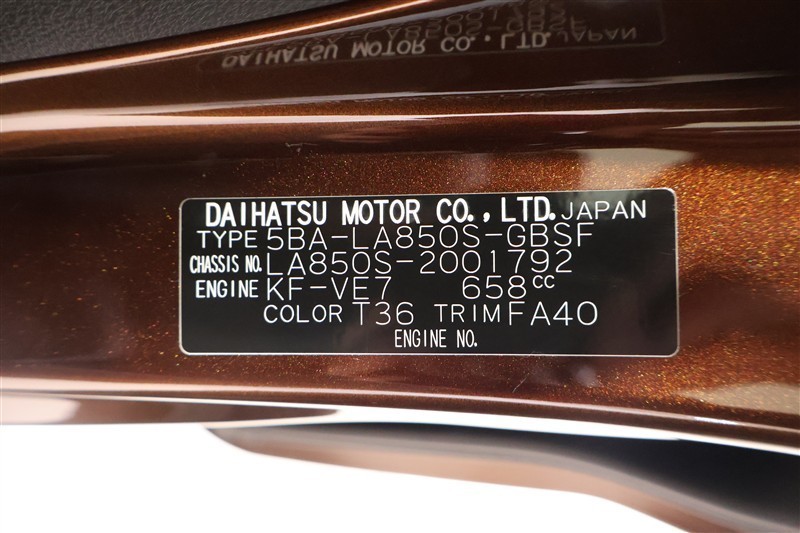 DAIHATSU MOTOR CO., LTD. JAPAN
TYPE 5BA-LA850S-GBSF
CHASSIS NO. LA850S-2001792
ENGINE KF-VE7 658cc
COLOR T36 TRIM FA40
ENGINE NO.